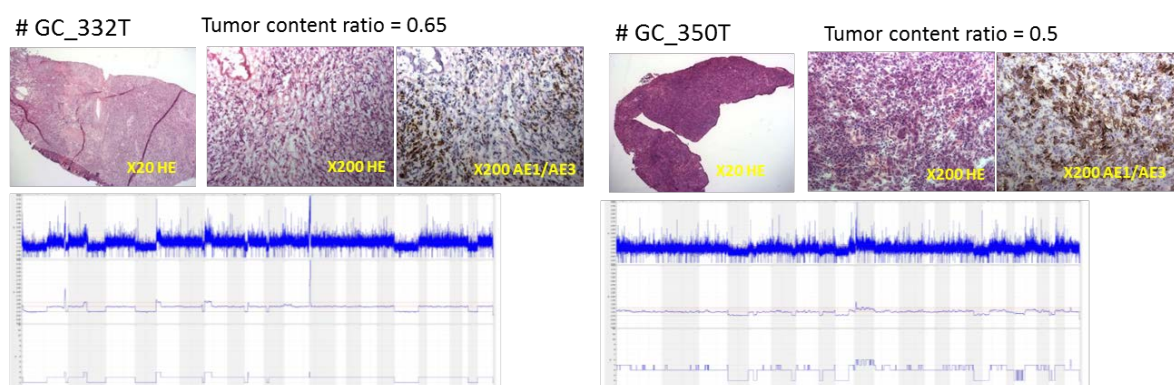 # GC_332T
Tumor content ratio = 0.65
X20 HE
X200 HE
X200 AE1/AE3
# GC_350T
Tumor content ratio = 0.5
X20 HE
X200 HE
X200 AE1/AE3